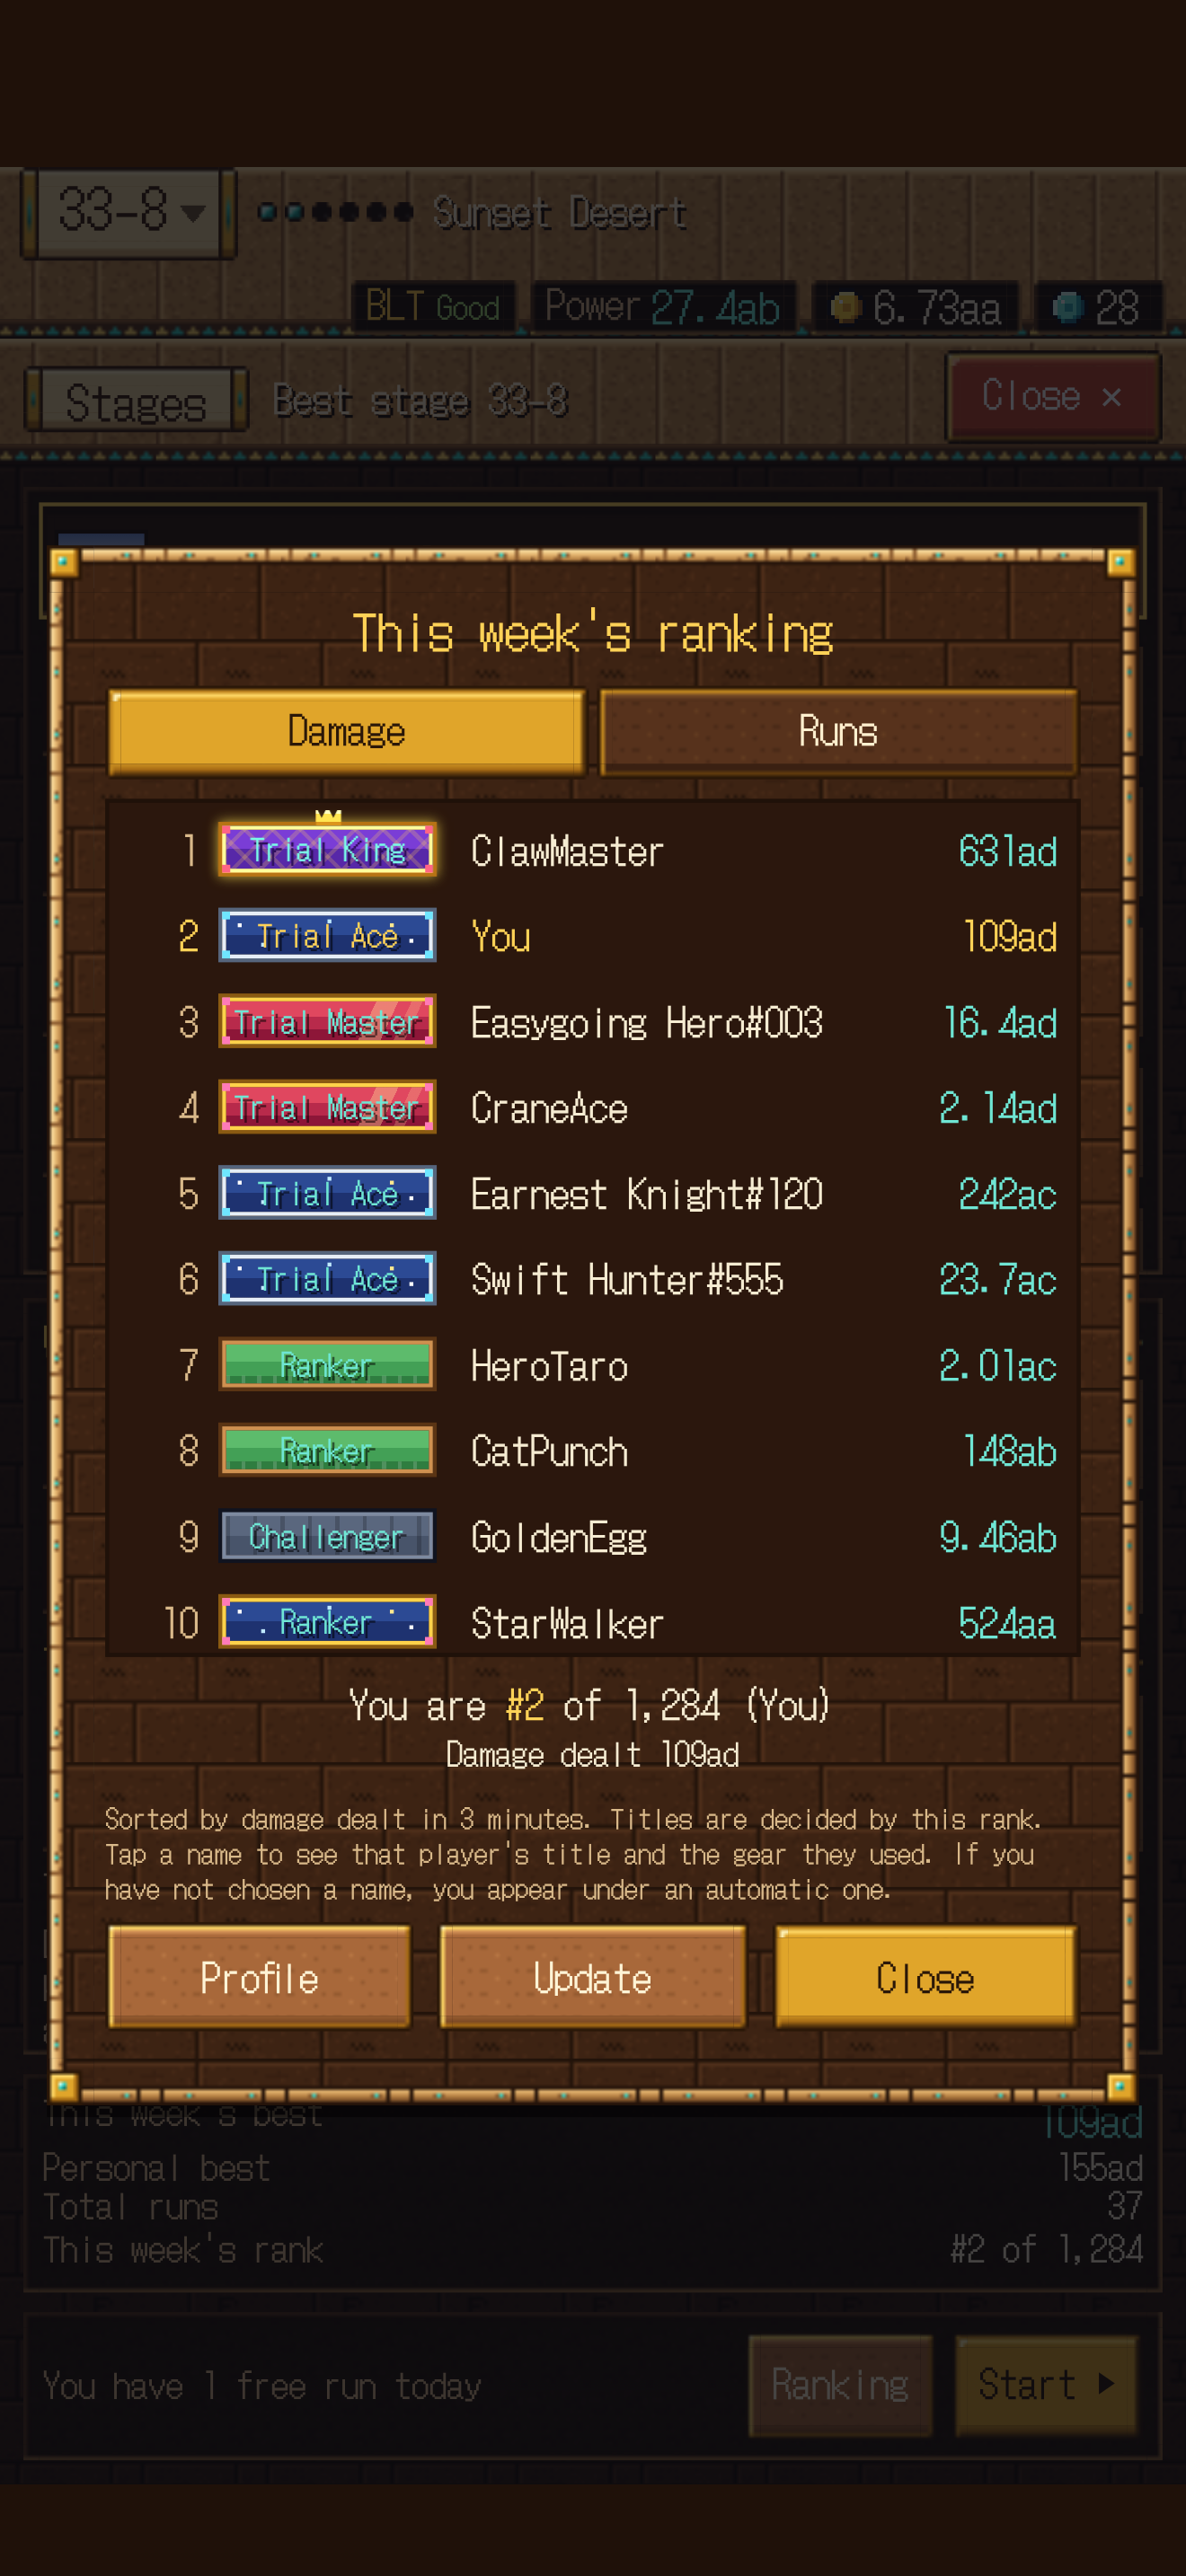 33-8 ▼ Sunset Desert
BLT Good Power 27.4ab 6.73aa 28
Stages Best stage 33-8 Close ×
This week's ranking
Damage Runs
1 Trial King ClawMaster 631ad
2 Trial Ace You 109ad
3 Trial Master Easygoing Hero#003 16.4ad
4 Trial Master CraneAce 2.14ad
5 Trial Ace Earnest Knight#120 242ac
6 Trial Ace Swift Hunter#555 23.7ac
7 Ranker HeroTaro 2.01ac
8 Ranker CatPunch 148ab
9 Challenger GoldenEgg 9.46ab
10 Ranker StarWalker 524aa
You are #2 of 1,284 (You)
Damage dealt 109ad
Sorted by damage dealt in 3 minutes. Titles are decided by this rank.
Tap a name to see that player's title and the gear they used. If you
have not chosen a name, you appear under an automatic one.
Profile Update Close
This week's best 109ad
Personal best 155ad
Total runs 37
This week's rank #2 of 1,284
You have 1 free run today Ranking Start ▶